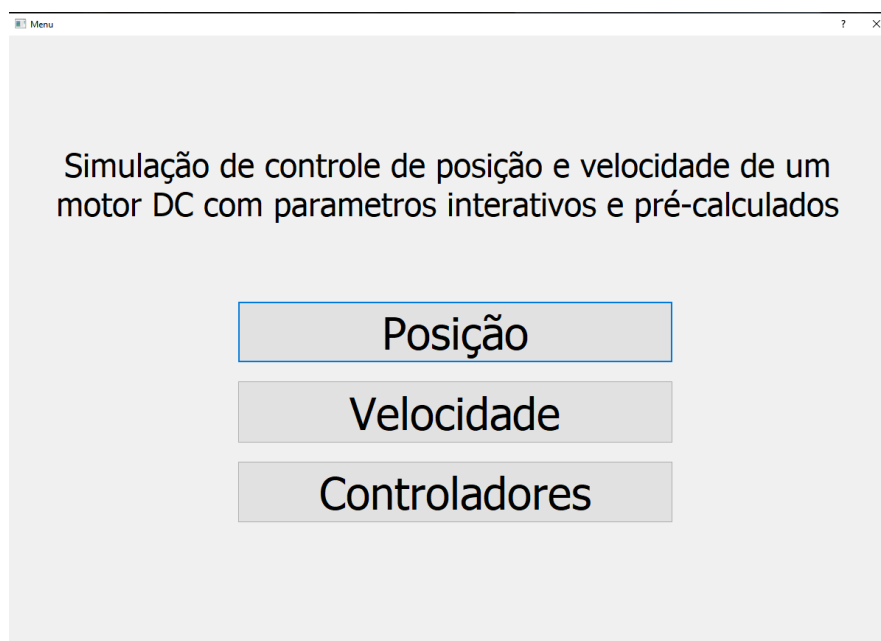 Menu
?
Simulação de controle de posição e velocidade de um
motor DC com parametros interativos e pré-calculados
Posição
Velocidade
Controladores